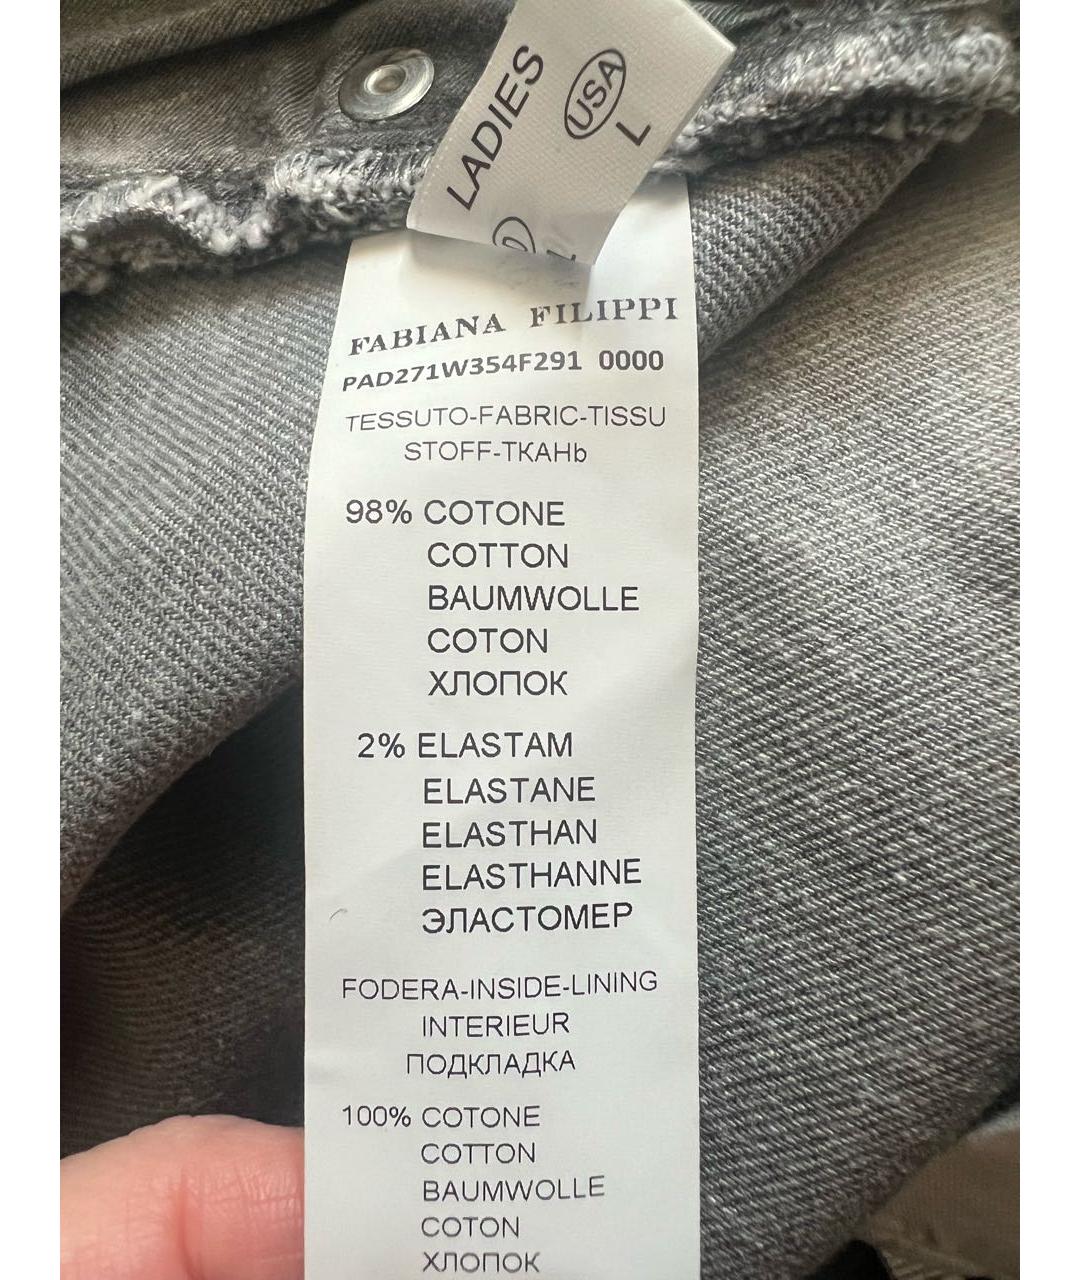 LADIES
USA
L
FABIANA FILIPPI
PAD271W354F291 0000
TESSUTO-FABRIC-TISSU
STOFF-ТКАНЬ
98% COTONE
COTTON
BAUMWOLLE
COTON
ХЛОПОК
2% ELASTAM
ELASTANE
ELASTHAN
ELASTHANNE
ЭЛАСТОМЕР
FODERA-INSIDE-LINING
INTERIEUR
ПОДКЛАДКА
100% COTONE
COTTON
BAUMWOLLE
COTON
ХЛОПОК